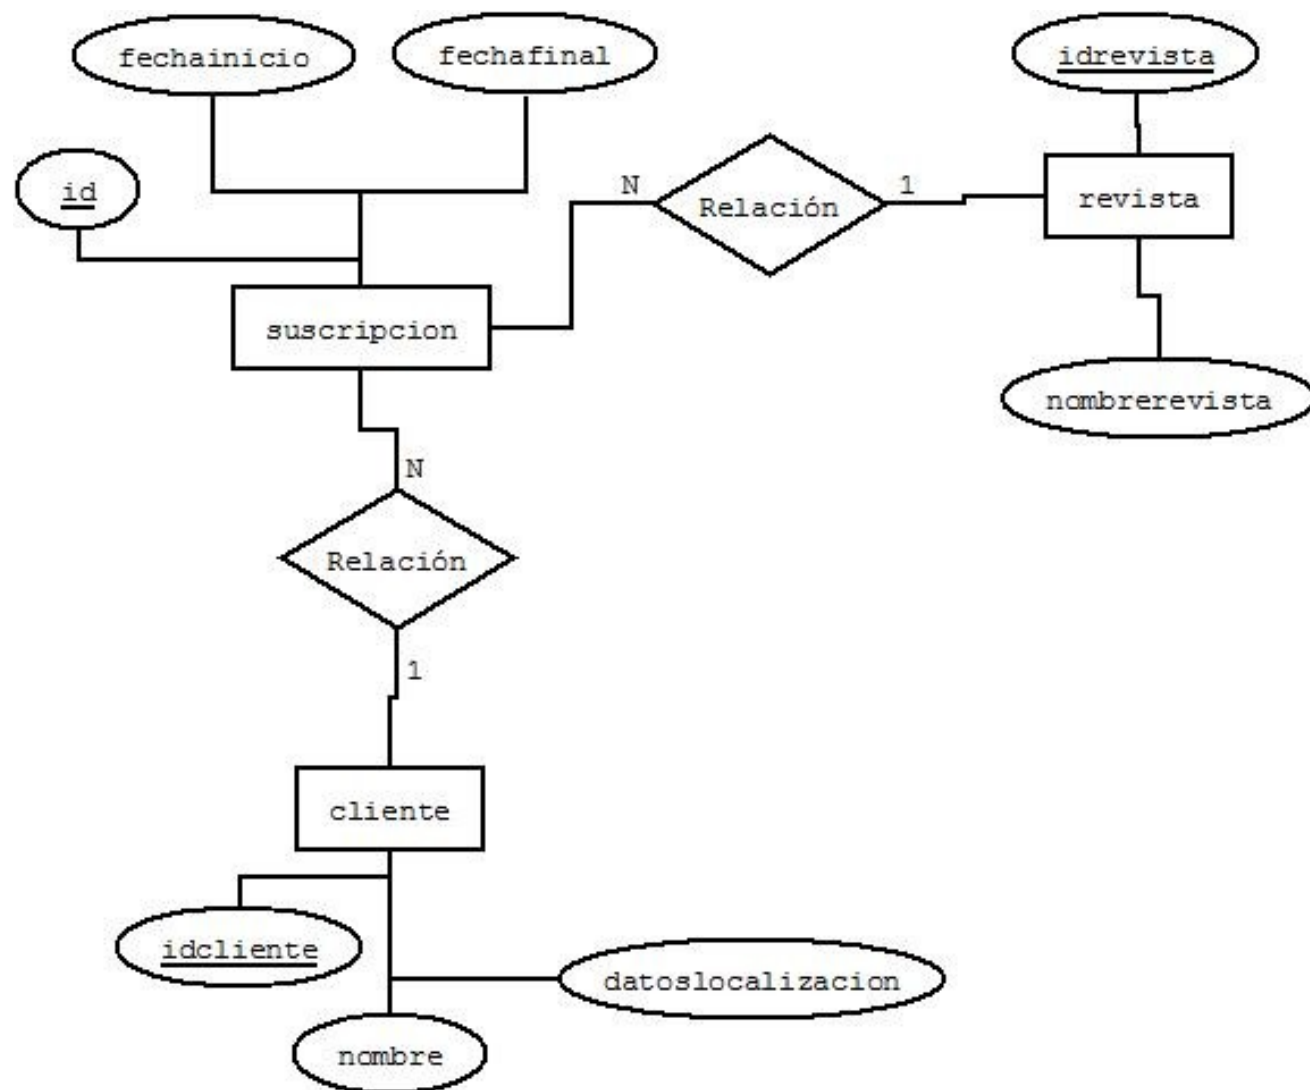 fechainicio
fechafinal
idrevista
id
N
Relación
1
revista
suscripcion
nombrerevista
N
Relación
1
cliente
idcliente
datoslocalizacion
nombre